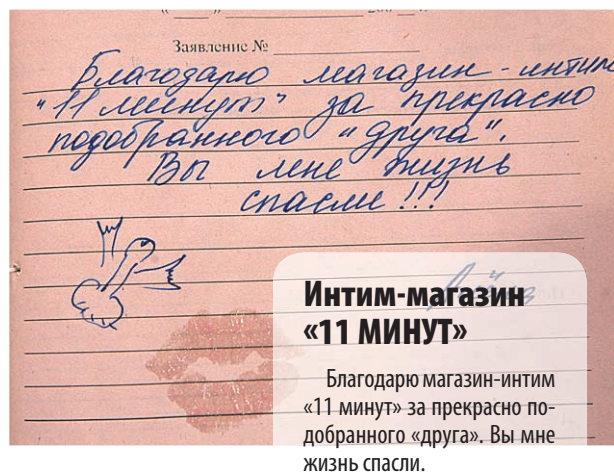 Заявление №
Благодарю магазин-интим
"11 минут" за прекрасно
подобранного "друга".
Вы мне жизнь
спасли !!!
Интим-магазин
«11 МИНУТ»
Благодарю магазин-интим
«11 минут» за прекрасно по-
добранного «друга». Вы мне
жизнь спасли.